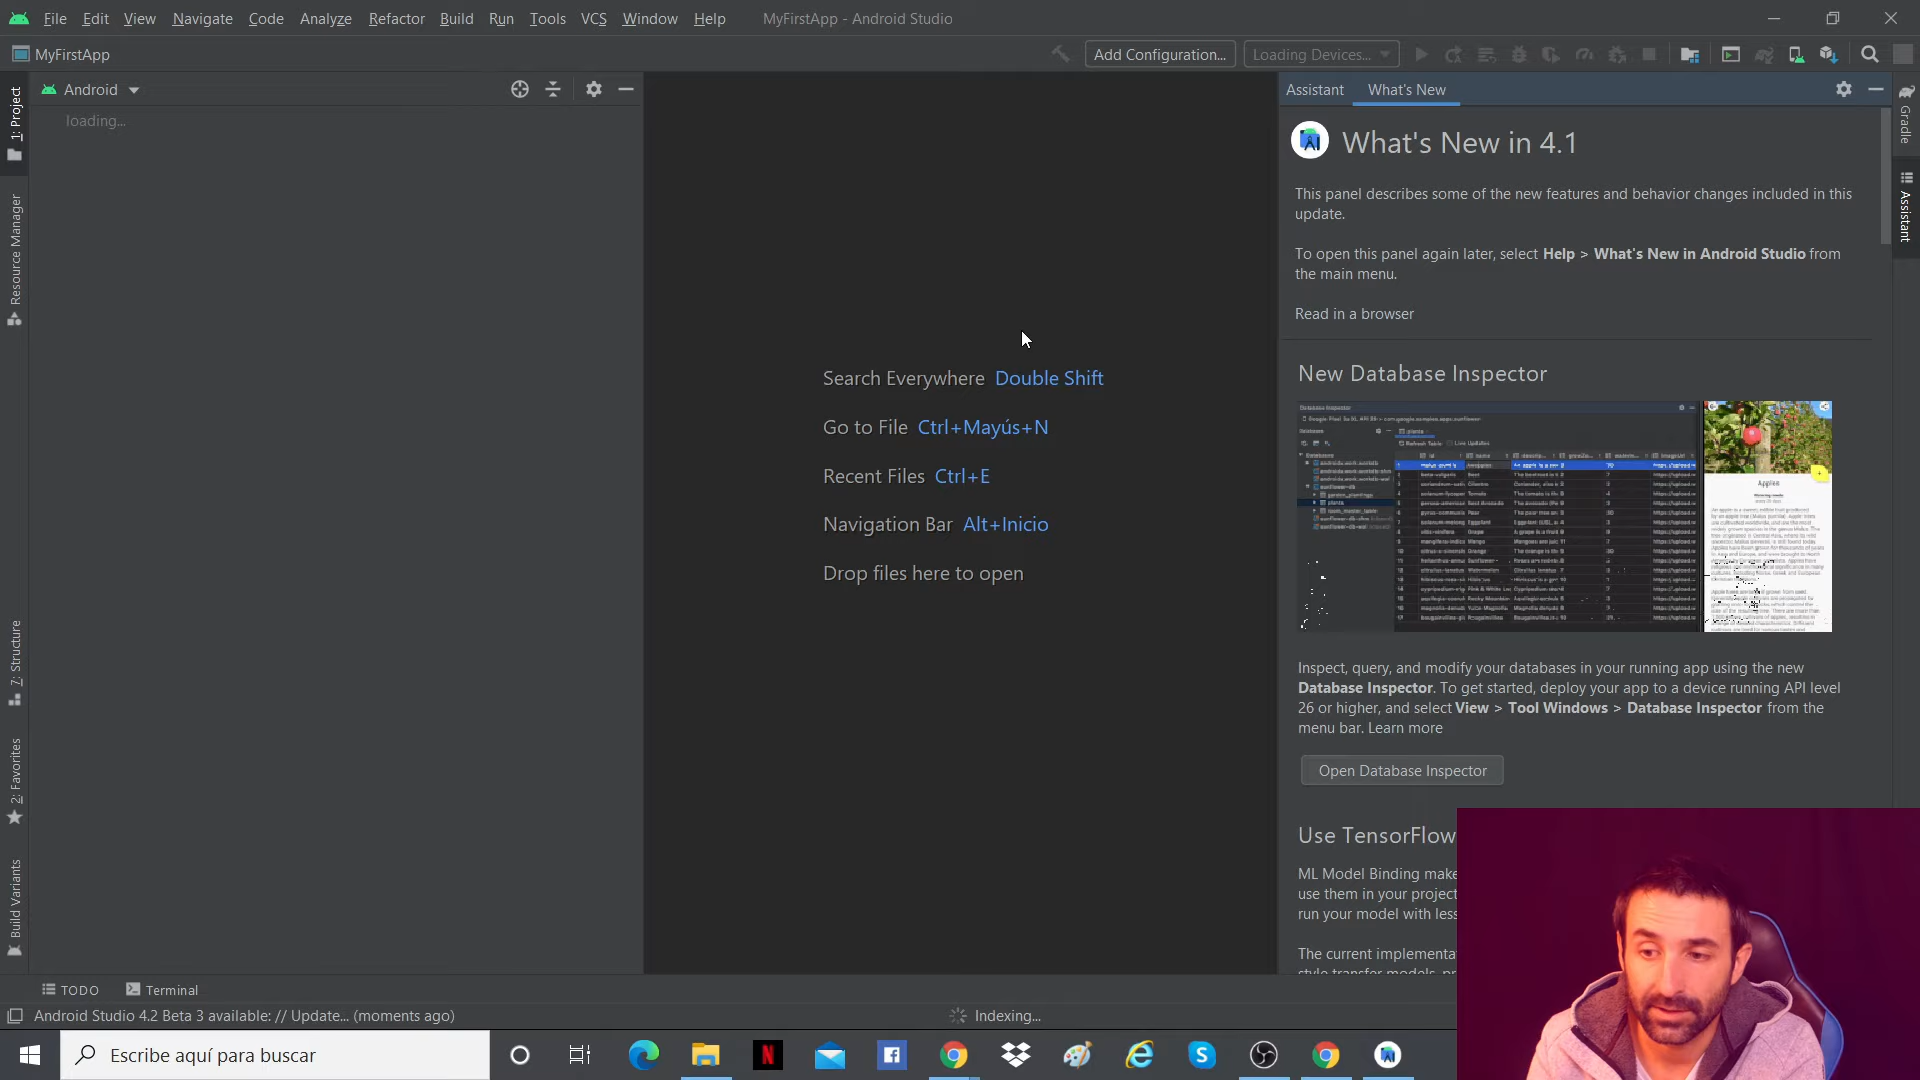 File Edit View Navigate Code Analyze Refactor Build Run Tools VCS Window Help MyFirstApp - Android Studio
MyFirstApp Add Configuration... Loading Devices...
1: Project
Resource Manager
7: Structure
2: Favorites
Build Variants
Android
loading...
Search Everywhere Double Shift
Go to File Ctrl+Mayús+N
Recent Files Ctrl+E
Navigation Bar Alt+Inicio
Drop files here to open
Assistant What's New
What's New in 4.1
This panel describes some of the new features and behavior changes included in this
update.
To open this panel again later, select Help > What's New in Android Studio from
the main menu.
Read in a browser
New Database Inspector
Database Inspector
Apples
Inspect, query, and modify your databases in your running app using the new
Database Inspector. To get started, deploy your app to a device running API level
26 or higher, and select View > Tool Windows > Database Inspector from the
menu bar. Learn more
Open Database Inspector
Use TensorFlow
ML Model Binding make
use them in your project
run your model with less
The current implementa
style transfer models,
Gradle
Assistant
TODO Terminal
Android Studio 4.2 Beta 3 available: // Update... (moments ago) Indexing...
Escribe aquí para buscar